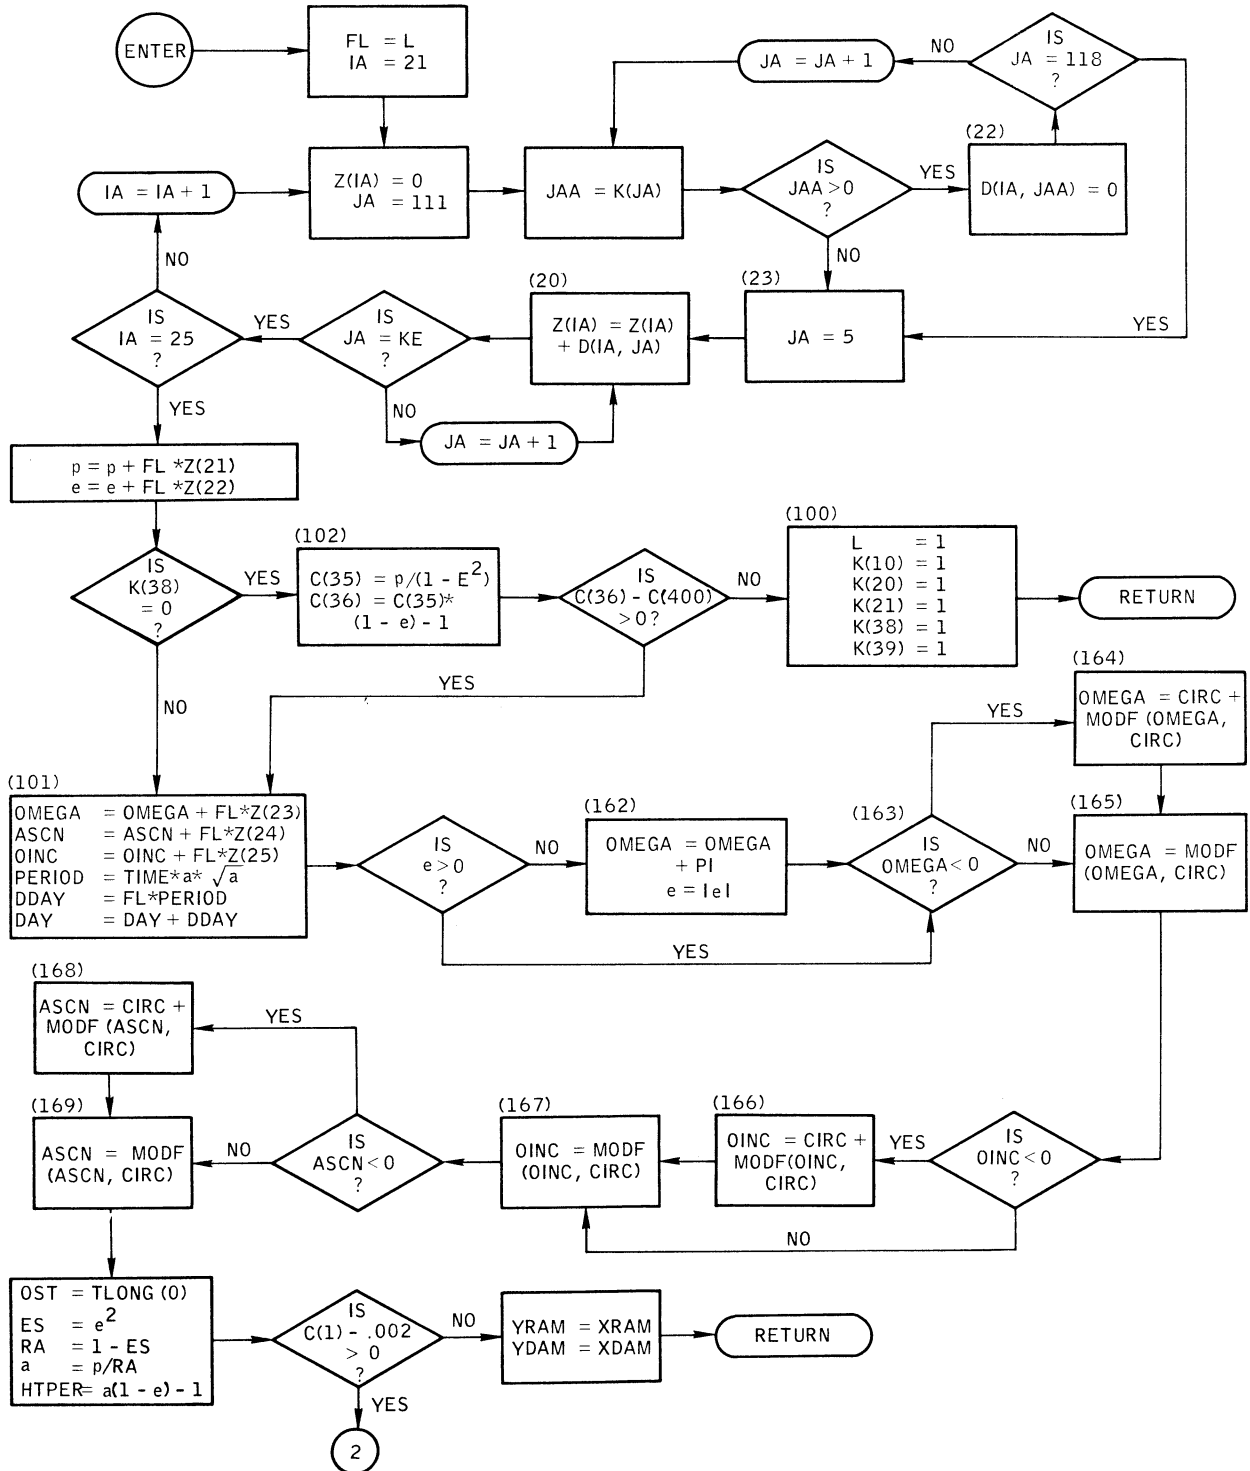 ENTER
FL = L
IA = 21
JA = JA + 1
NO
IS
JA = 118
?
IA = IA + 1
Z(IA) = 0
JA = 111
JAA = K(JA)
IS
JAA > 0
?
YES
(22)
D(IA, JAA) = 0
NO
NO
IS
IA = 25
?
YES
IS
JA = KE
?
(20)
Z(IA) = Z(IA)
+ D(IA, JA)
(23)
JA = 5
YES
YES
NO
JA = JA + 1
p = p + FL *Z(21)
e = e + FL *Z(22)
IS
K(38)
= 0
?
YES
(102)
C(35) = p/(1 - E²)
C(36) = C(35)*
(1 - e) - 1
IS
C(36) - C(400)
> 0?
NO
(100)
L = 1
K(10) = 1
K(20) = 1
K(21) = 1
K(38) = 1
K(39) = 1
RETURN
NO
YES
YES
(164)
OMEGA = CIRC +
MODF (OMEGA,
CIRC)
(101)
OMEGA = OMEGA + FL*Z(23)
ASCN = ASCN + FL*Z(24)
OINC = OINC + FL*Z(25)
PERIOD = TIME*a* √a
DDAY = FL*PERIOD
DAY = DAY + DDAY
IS
e > 0
?
NO
(162)
OMEGA = OMEGA
+ PI
e = |e|
(163)
IS
OMEGA < 0
?
NO
(165)
OMEGA = MODF
(OMEGA, CIRC)
YES
(168)
ASCN = CIRC +
MODF (ASCN,
CIRC)
YES
(169)
ASCN = MODF
(ASCN, CIRC)
NO
IS
ASCN < 0
?
(167)
OINC = MODF
(OINC, CIRC)
(166)
OINC = CIRC +
MODF(OINC,
CIRC)
YES
IS
OINC < 0
?
NO
OST = TLONG (0)
ES = e²
RA = 1 - ES
a = p/RA
HTPER = a(1 - e) - 1
IS
C(1) - .002
> 0
?
NO
YRAM = XRAM
YDAM = XDAM
RETURN
YES
2